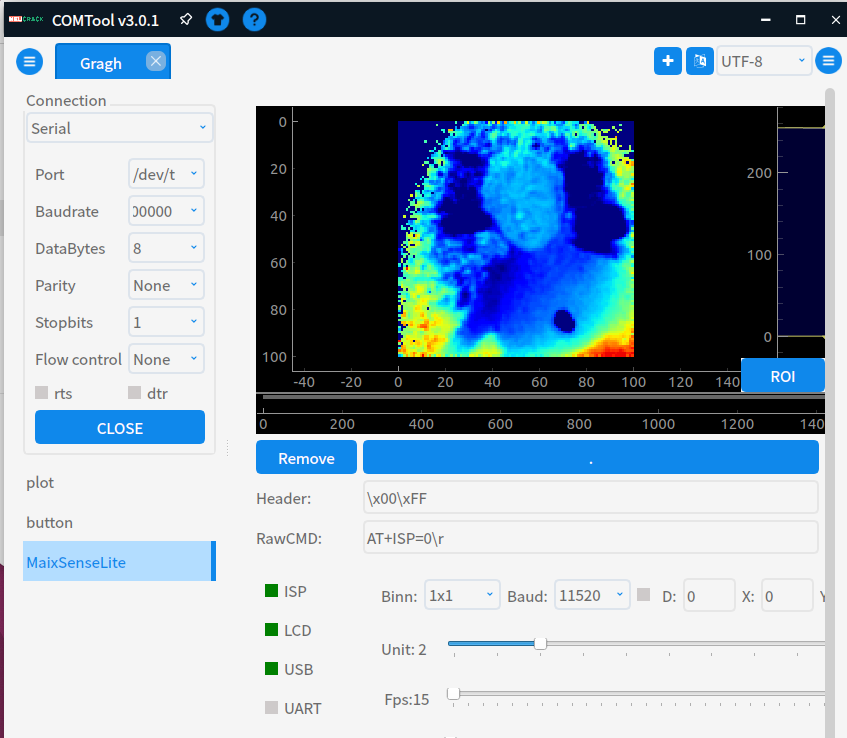 COMTool v3.0.1 ?
Gragh
UTF-8
Connection
Serial
Port /dev/t
Baudrate 00000
DataBytes 8
Parity None
Stopbits 1
Flow control None
rts dtr
CLOSE
plot
button
MaixSenseLite
0
20
40
60
80
100
-40 -20 0 20 40 60 80 100 120 140
200
100
0
ROI
0 200 400 600 800 1000 1200 140
Remove .
Header: \x00\xFF
RawCMD: AT+ISP=0\r
ISP
LCD
USB
UART
Binn: 1x1 Baud: 11520 D: 0 X: 0 Y
Unit: 2
Fps:15